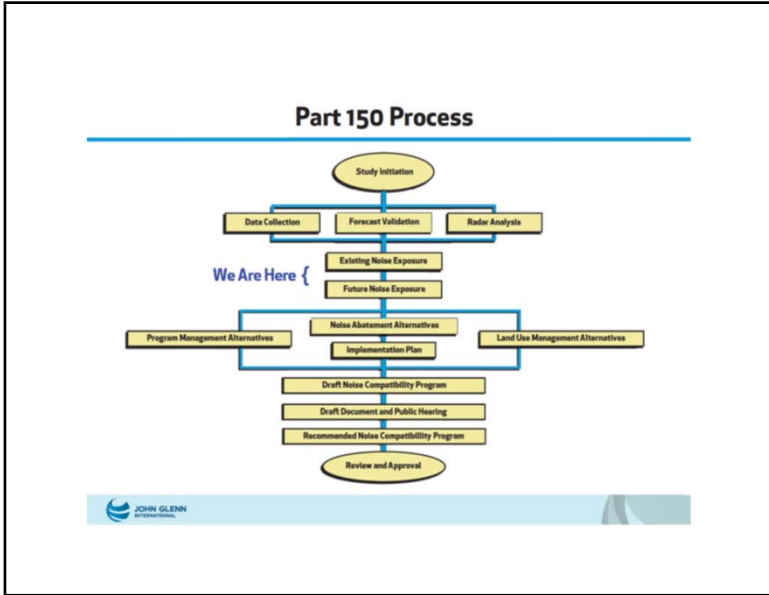 Part 150 Process
Study Initiation
Data Collection
Forecast Validation
Radar Analysis
Existing Noise Exposure
We Are Here {
Future Noise Exposure
Noise Abatement Alternatives
Program Management Alternatives
Land Use Management Alternatives
Implementation Plan
Draft Noise Compatibility Program
Draft Document and Public Hearing
Recommended Noise Compatibility Program
Review and Approval
JOHN GLENN
INTERNATIONAL